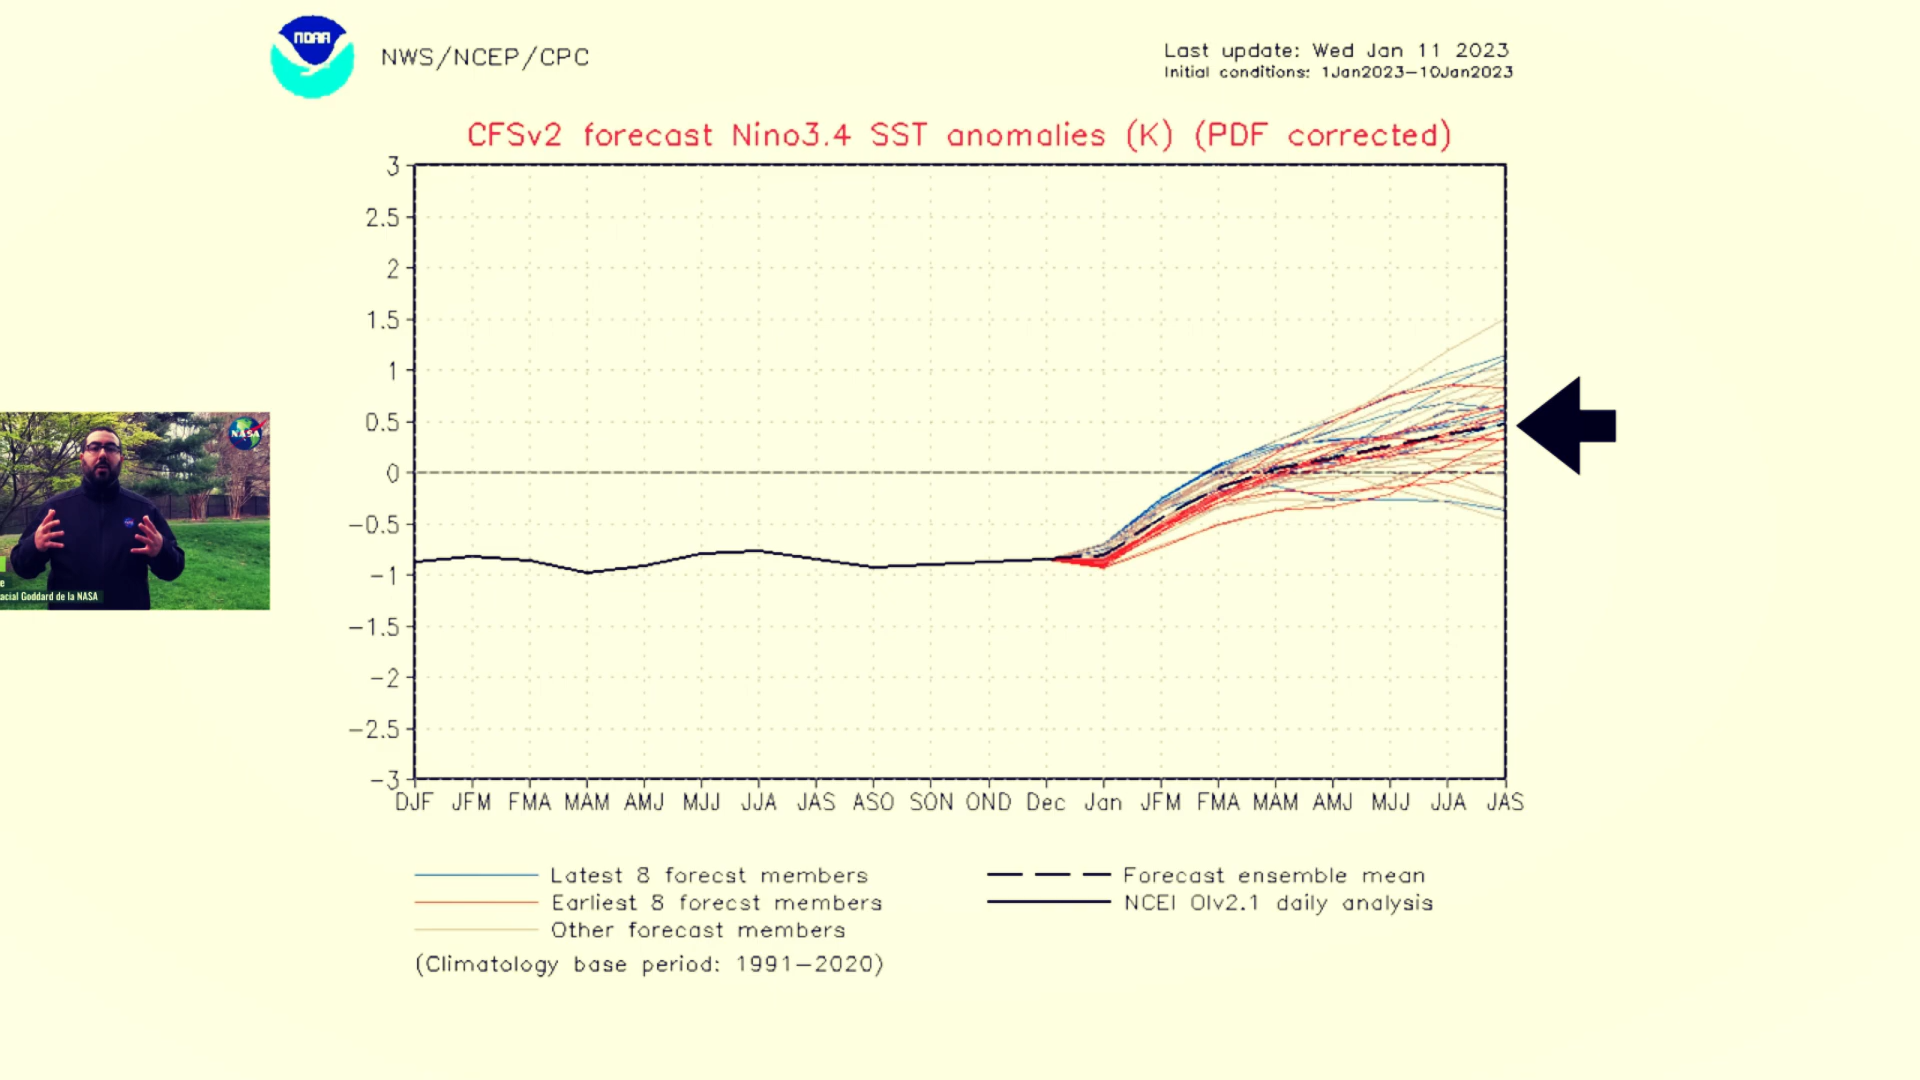 NOAA
NWS/NCEP/CPC
Last update: Wed Jan 11 2023
Initial conditions: 1Jan2023–10Jan2023
CFSv2 forecast Nino3.4 SST anomalies (K) (PDF corrected)
3
2.5
2
1.5
1
0.5
0
–0.5
–1
–1.5
–2
–2.5
–3
DJF JFM FMA MAM AMJ MJJ JJA JAS ASO SON OND Dec Jan JFM FMA MAM AMJ MJJ JJA JAS
Latest 8 forecst members
Earliest 8 forecst members
Other forecast members
Forecast ensemble mean
NCEI OIv2.1 daily analysis
(Climatology base period: 1991–2020)
NASA
e
acial Goddard de la NASA